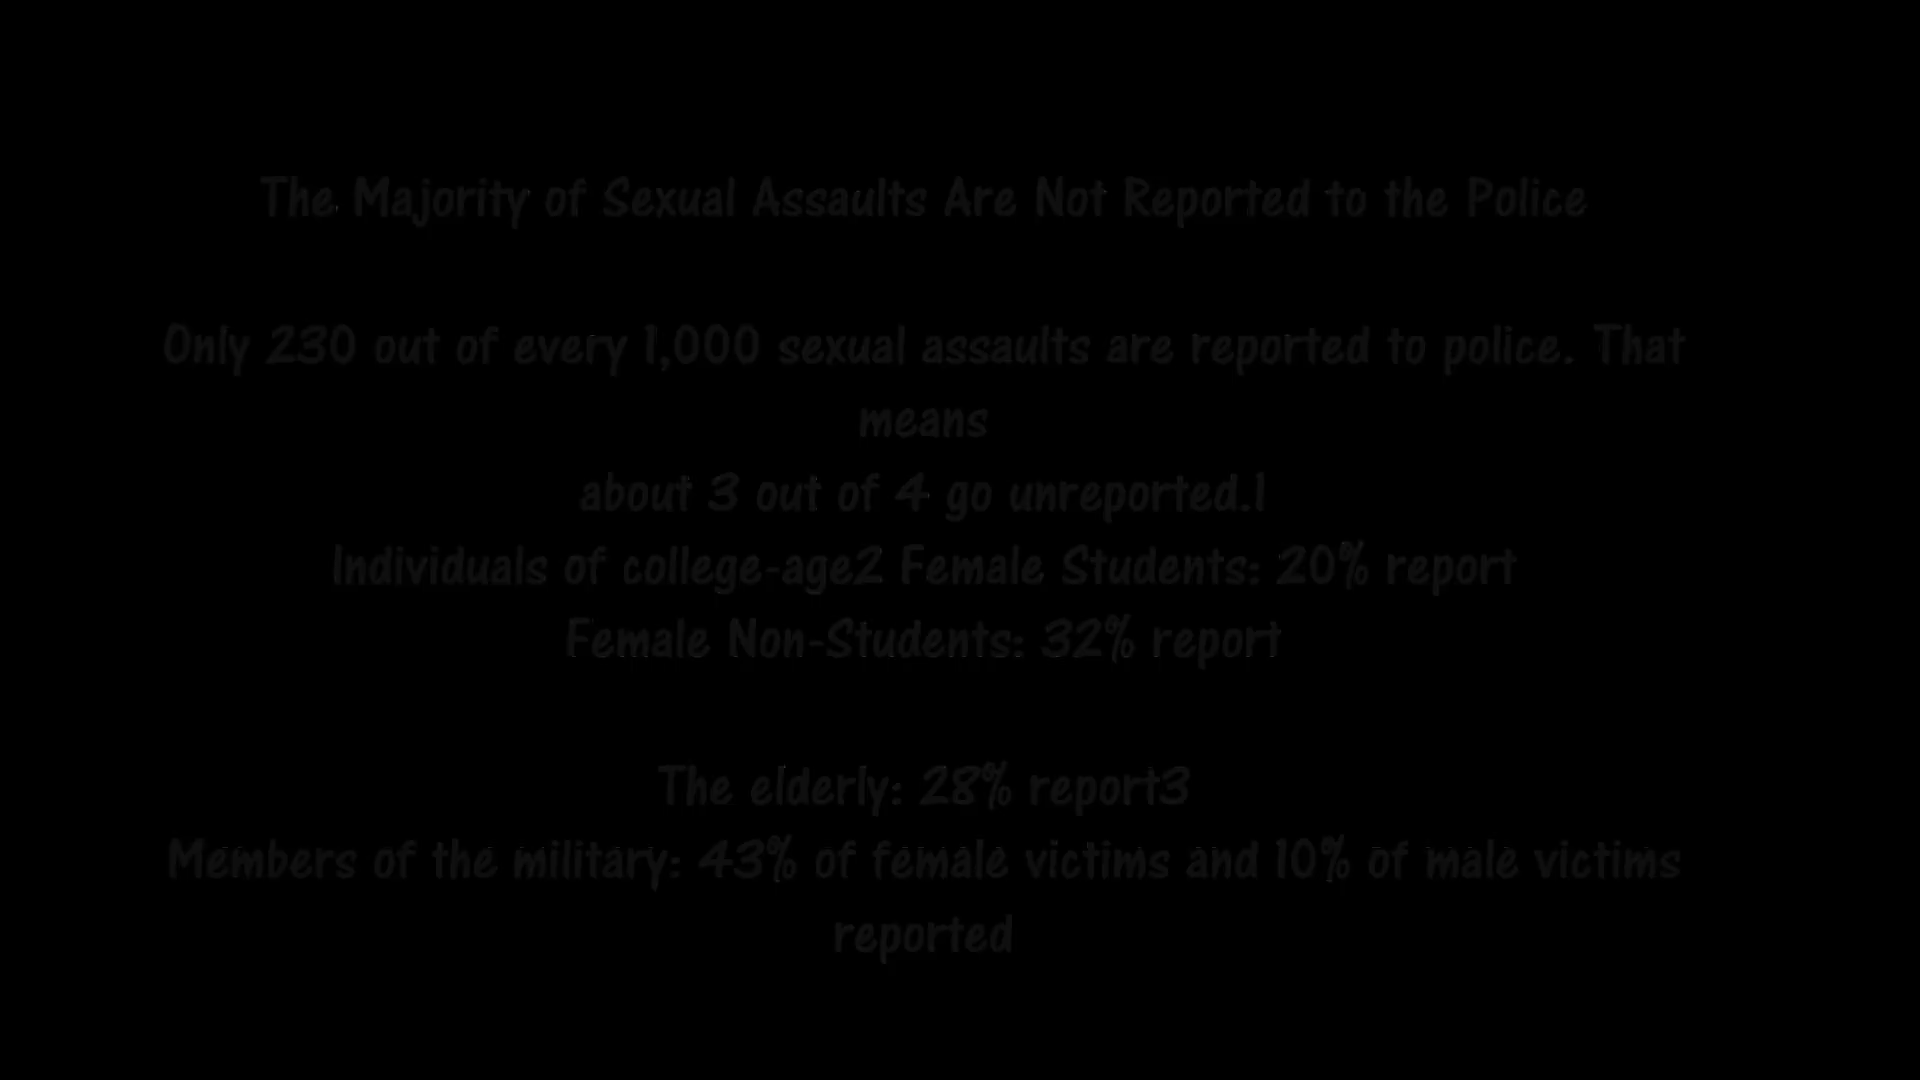 The Majority of Sexual Assaults Are Not Reported to the Police
Only 230 out of every 1,000 sexual assaults are reported to police. That
means
about 3 out of 4 go unreported.1
Individuals of college-age2 Female Students: 20% report
Female Non-Students: 32% report
The elderly: 28% report3
Members of the military: 43% of female victims and 10% of male victims
reported